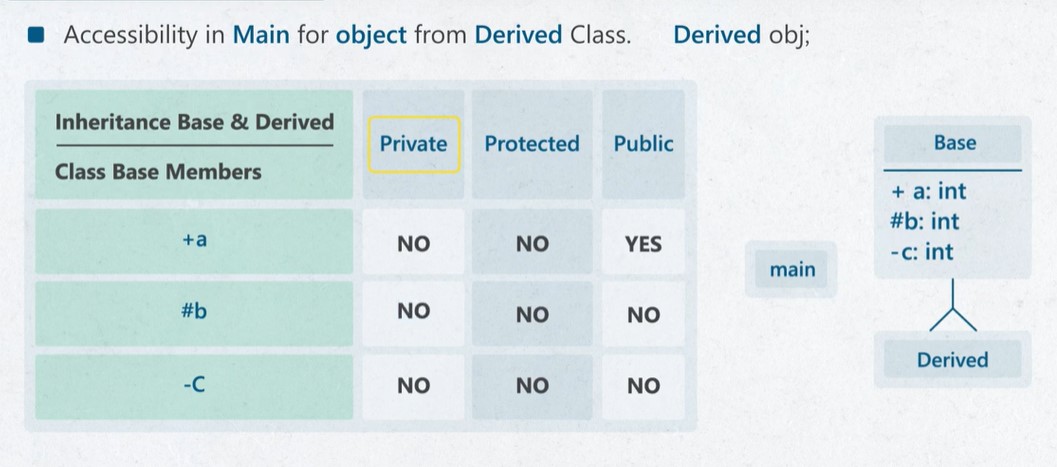 Accessibility in Main for object from Derived Class. Derived obj;
Inheritance Base & Derived
Class Base Members
Private Protected Public
+a NO NO YES
#b NO NO NO
-C NO NO NO
main
Base
+ a: int
#b: int
-c: int
Derived